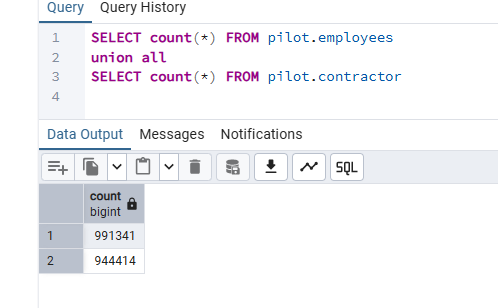 Query Query History
1 SELECT count(*) FROM pilot.employees
2 union all
3 SELECT count(*) FROM pilot.contractor
4
Data Output Messages Notifications
SQL
count
bigint
1 991341
2 944414